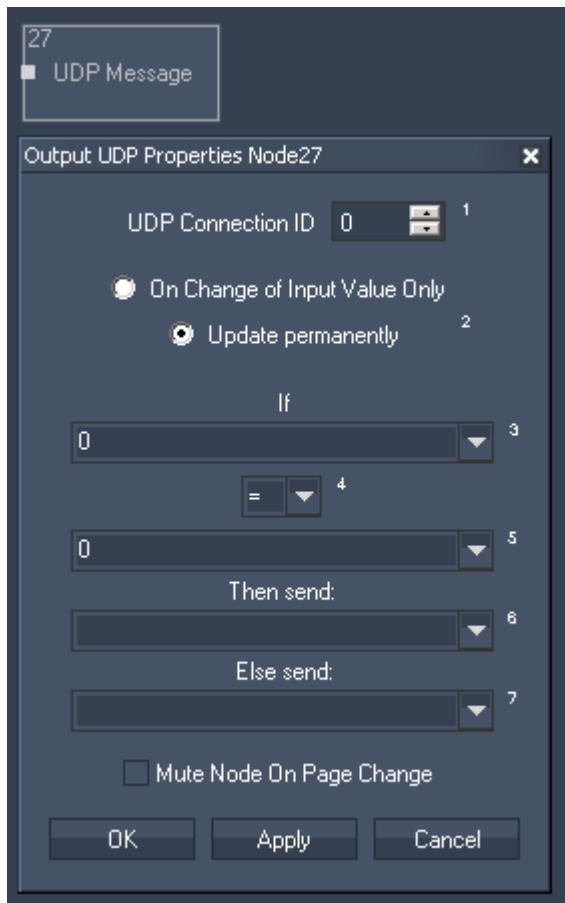 27
UDP Message
Output UDP Properties Node27
UDP Connection ID 0 1
On Change of Input Value Only
Update permanently 2
If
0 3
= 4
0 5
Then send:
6
Else send:
7
Mute Node On Page Change
OK Apply Cancel